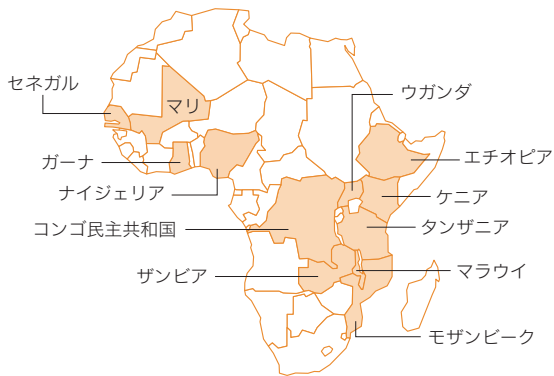 セネガル
マリ
ウガンダ
ガーナ
エチオピア
ナイジェリア
ケニア
コンゴ民主共和国
タンザニア
ザンビア
マラウイ
モザンビーク